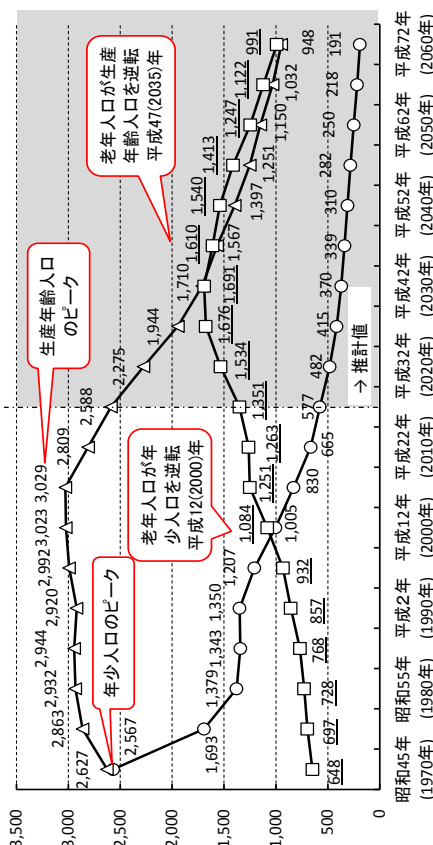 3,500
3,000
2,500
2,000
1,500
1,000
500
0
生産年齢人口
のピーク
老年人口が生産
年齢人口を逆転
平成47(2035)年
年少人口のピーク
老年人口が年
少人口を逆転
平成12(2000)年
2,627
2,863
2,932
2,944
2,920
2,992
3,023
3,029
2,809
2,588
2,275
1,944
1,710
1,567
1,397
1,251
1,150
1,032
948
648
697
728
768
857
932
1,084
1,251
1,263
1,351
1,534
1,676
1,691
1,610
1,540
1,413
1,247
1,122
991
2,567
1,693
1,379
1,343
1,350
1,207
1,005
830
665
577
482
415
370
339
310
282
250
218
191
→ 推計値
昭和45年
(1970年)
昭和55年
(1980年)
平成2年
(1990年)
平成12年
(2000年)
平成22年
(2010年)
平成32年
(2020年)
平成42年
(2030年)
平成52年
(2040年)
平成62年
(2050年)
平成72年
(2060年)